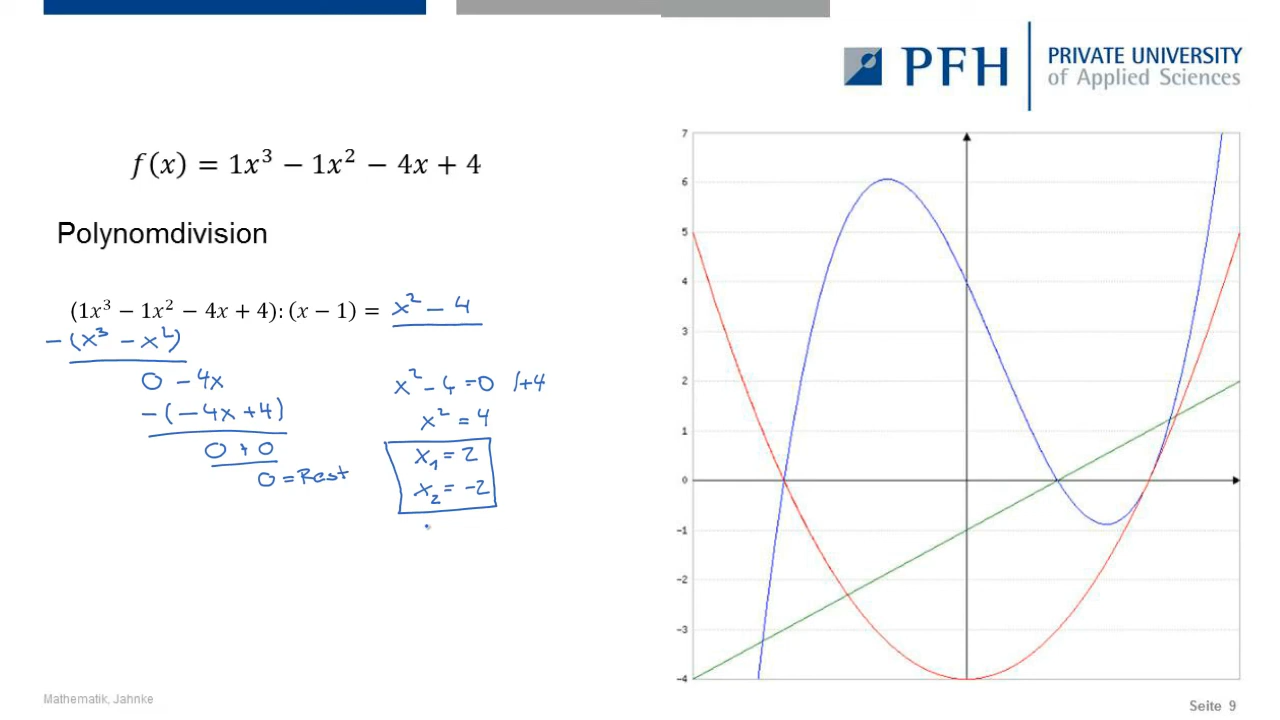 PFH PRIVATE UNIVERSITY
of Applied Sciences
f(x) = 1x³ − 1x² − 4x + 4
Polynomdivision
(1x³ − 1x² − 4x + 4): (x − 1) = x² − 4
− (x³ − x²)
0 − 4x
− (− 4x + 4)
0 + 0
0 = Rest
x² − 4 = 0 /+4
x² = 4
x₁ = 2
x₂ = −2
7
6
5
4
3
2
1
0
−1
−2
−3
−4
Mathematik, Jahnke
Seite 9